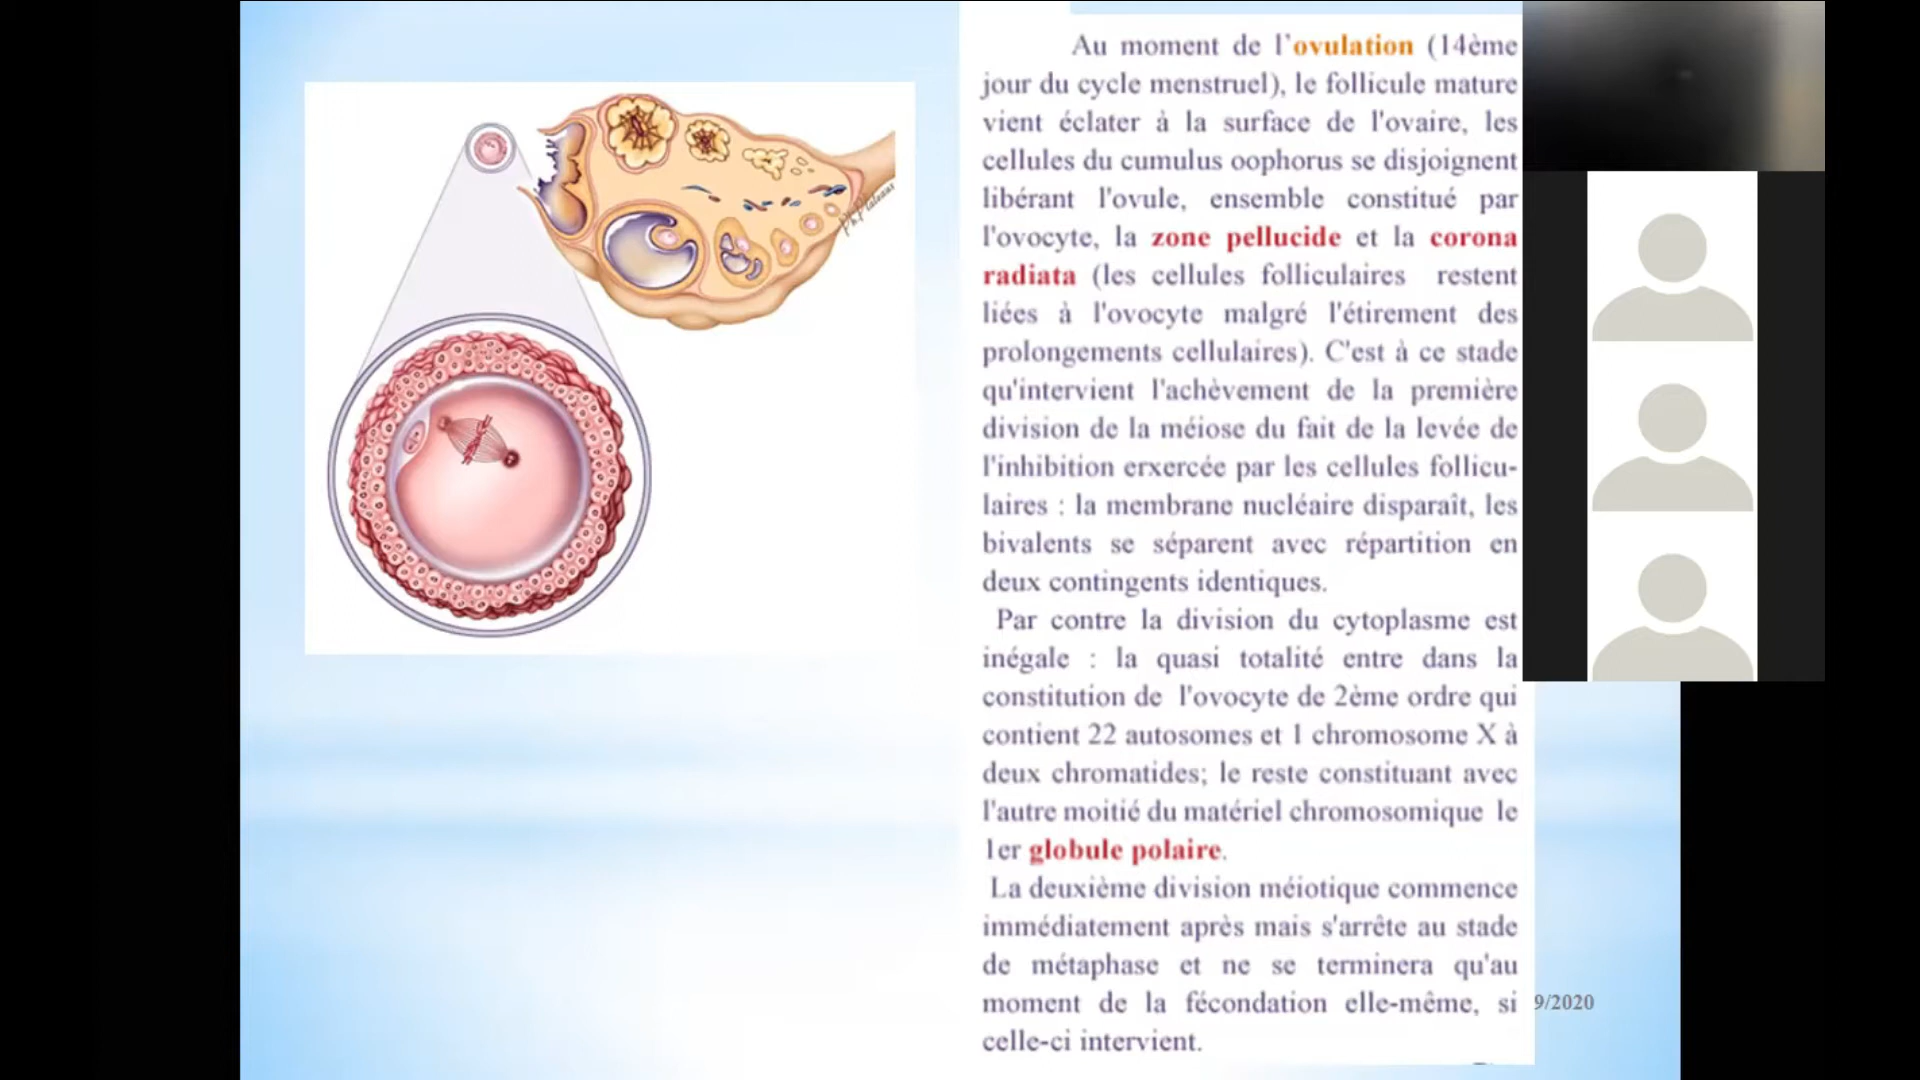 Au moment de l'ovulation (14ème
jour du cycle menstruel), le follicule mature
vient éclater à la surface de l'ovaire, les
cellules du cumulus oophorus se disjoignent
libérant l'ovule, ensemble constitué par
l'ovocyte, la zone pellucide et la corona
radiata (les cellules folliculaires restent
liées à l'ovocyte malgré l'étirement des
prolongements cellulaires). C'est à ce stade
qu'intervient l'achèvement de la première
division de la méiose du fait de la levée de
l'inhibition erxercée par les cellules follicu-
laires : la membrane nucléaire disparaît, les
bivalents se séparent avec répartition en
deux contingents identiques.
Par contre la division du cytoplasme est
inégale : la quasi totalité entre dans la
constitution de l'ovocyte de 2ème ordre qui
contient 22 autosomes et 1 chromosome X à
deux chromatides; le reste constituant avec
l'autre moitié du matériel chromosomique le
1er globule polaire.
La deuxième division méiotique commence
immédiatement après mais s'arrête au stade
de métaphase et ne se terminera qu'au
moment de la fécondation elle-même, si
celle-ci intervient.
9/2020